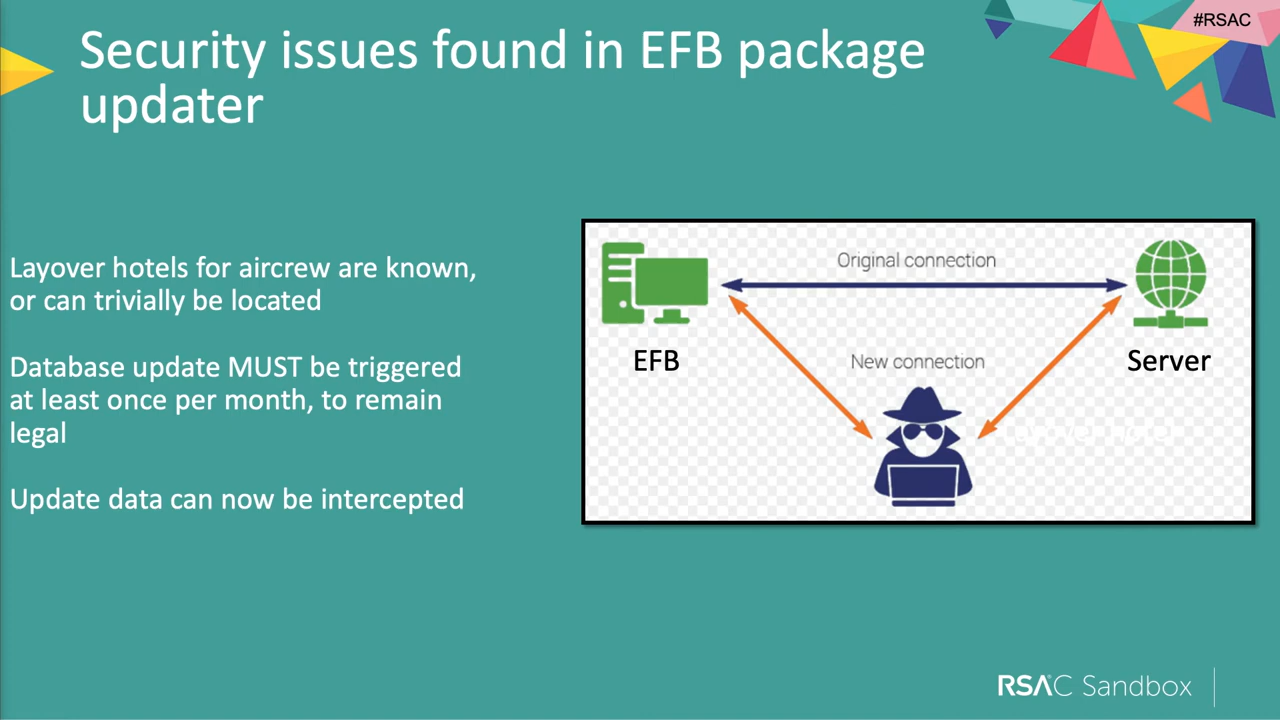 #RSAC
Security issues found in EFB package
updater
Layover hotels for aircrew are known,
or can trivially be located
Database update MUST be triggered
at least once per month, to remain
legal
Update data can now be intercepted
Original connection
EFB
New connection
Server
RSAC Sandbox